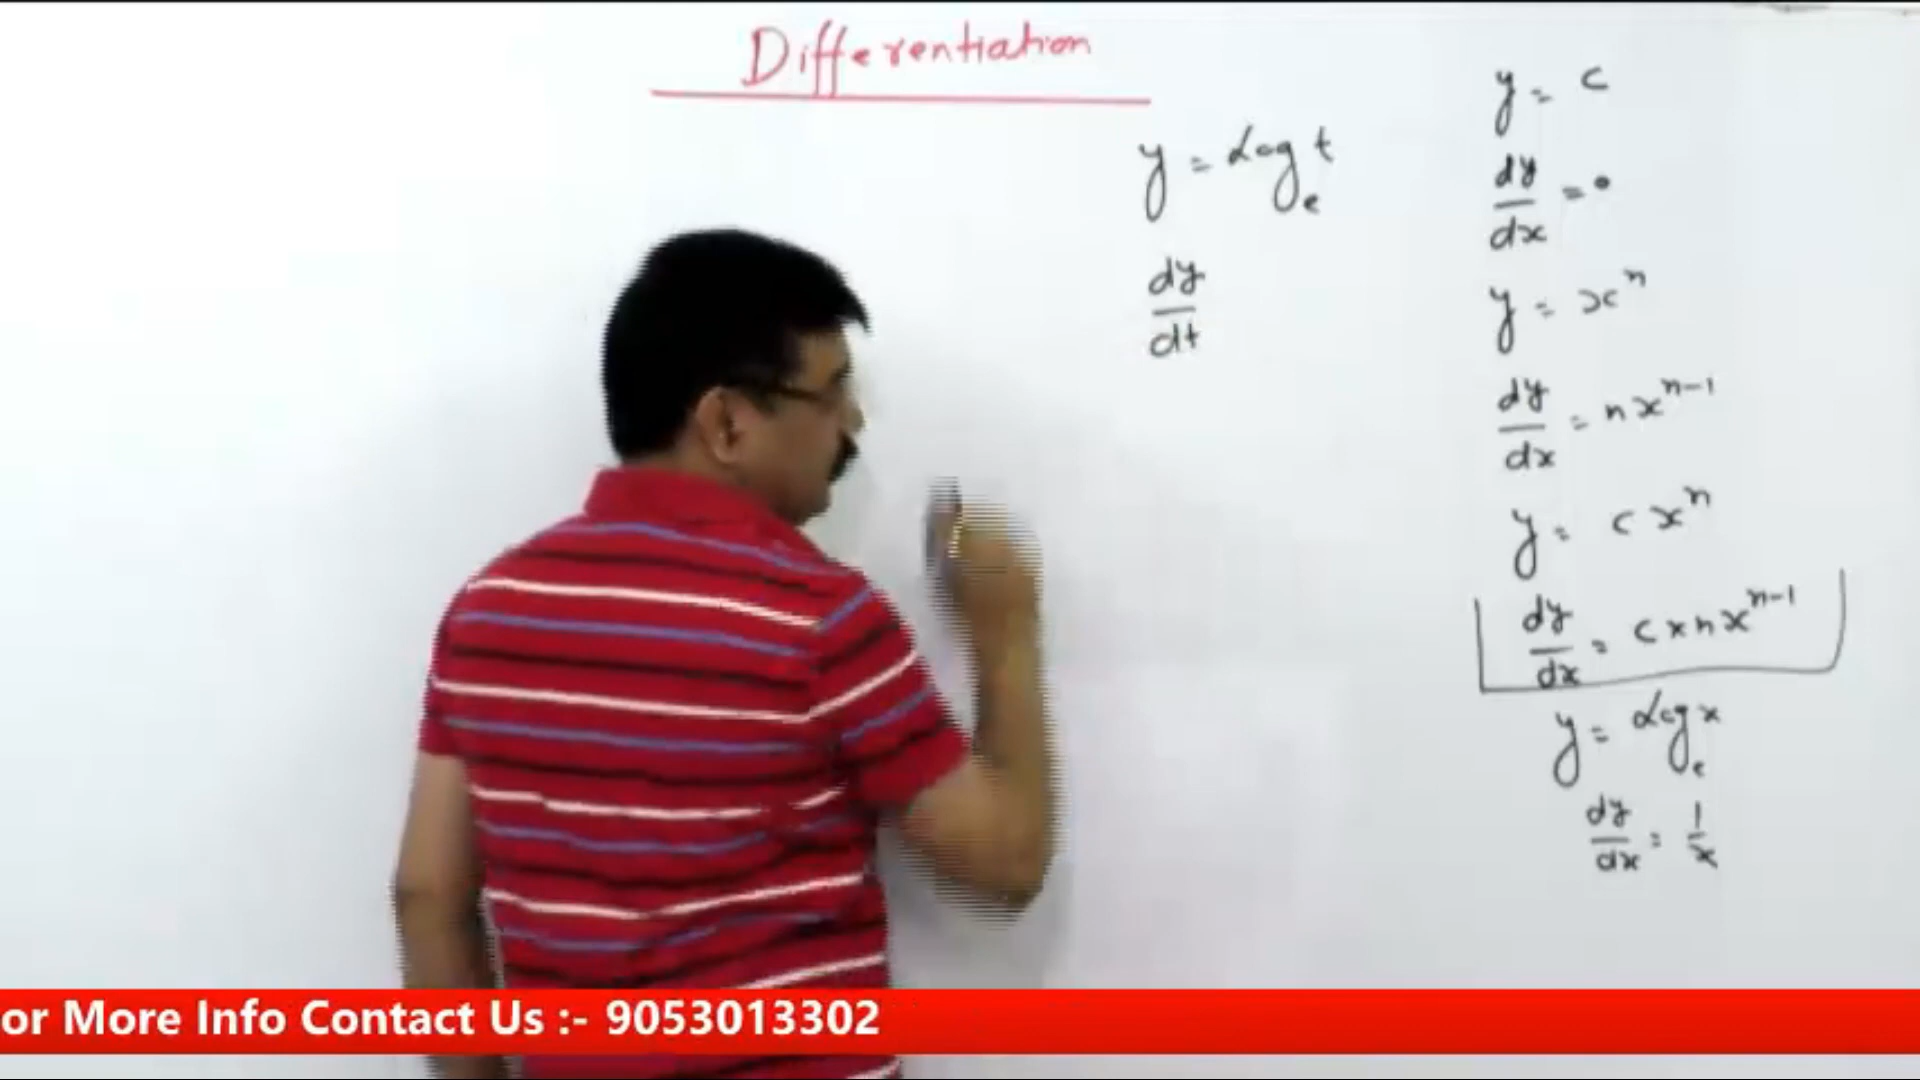 Differentiation
y = log_e t
dy/dt
y = c
dy/dx = 0
y = x^n
dy/dx = nx^(n-1)
y = cx^n
dy/dx = c x nx^(n-1)
y = log_e x
dy/dx = 1/x
or More Info Contact Us :- 9053013302